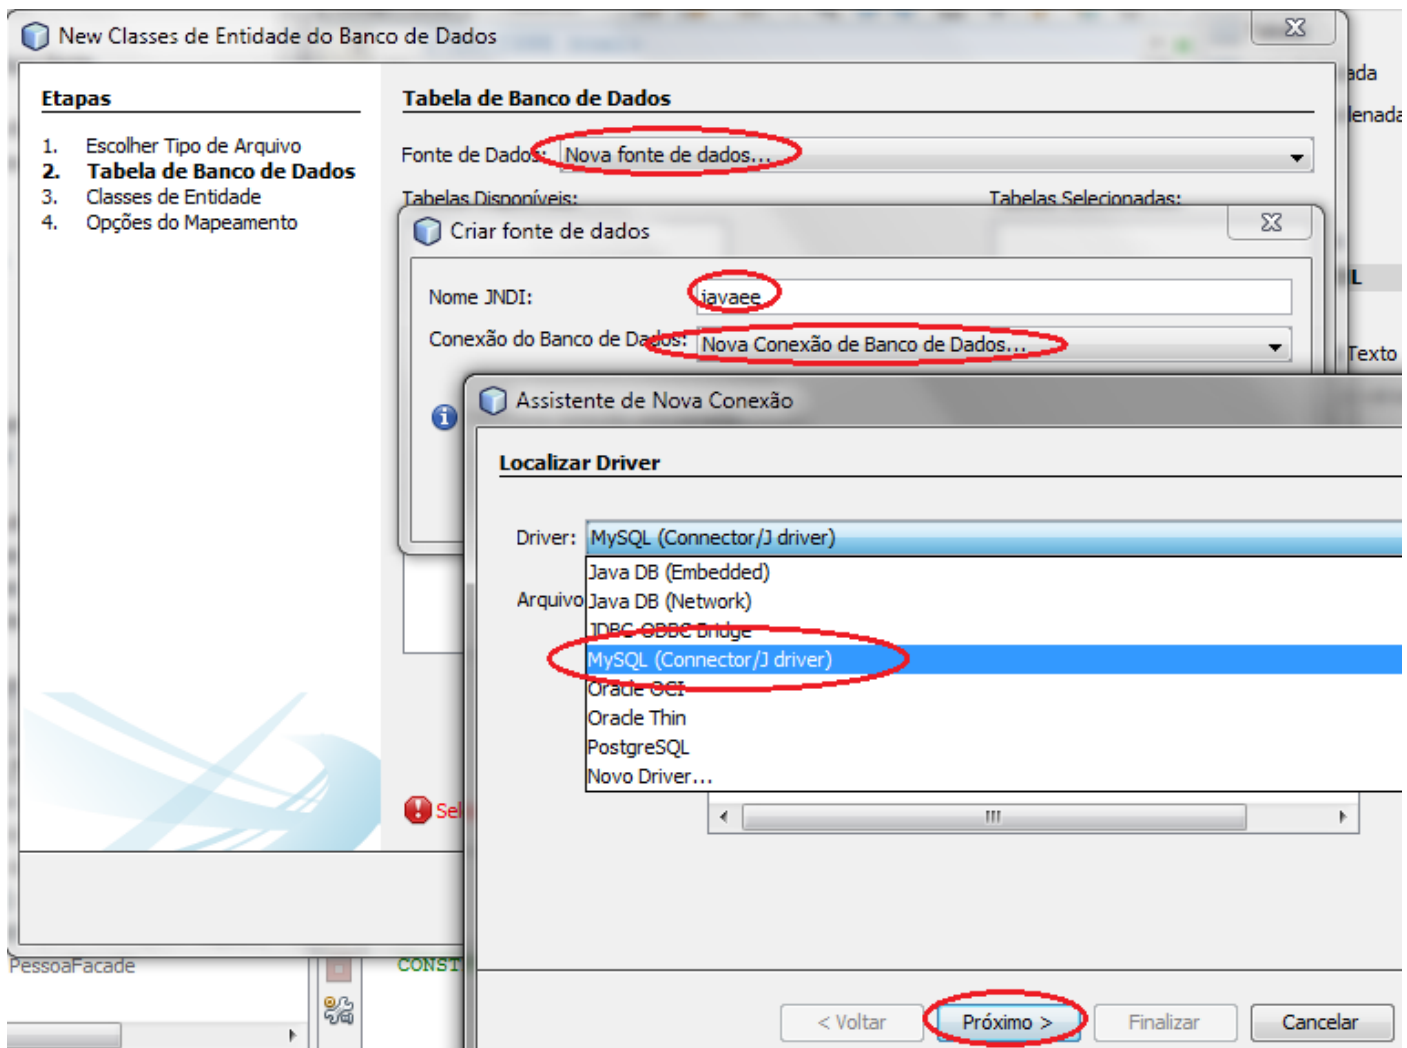 New Classes de Entidade do Banco de Dados
Etapas
1. Escolher Tipo de Arquivo
2. Tabela de Banco de Dados
3. Classes de Entidade
4. Opções do Mapeamento
Tabela de Banco de Dados
Fonte de Dados: Nova fonte de dados...
Tabelas Disponíveis: Tabelas Selecionadas:
Criar fonte de dados
Nome JNDI: javaee
Conexão do Banco de Dados: Nova Conexão de Banco de Dados...
Assistente de Nova Conexão
Localizar Driver
Driver: MySQL (Connector/J driver)
Arquivo
Java DB (Embedded)
Java DB (Network)
JDBC-ODBC Bridge
MySQL (Connector/J driver)
Oracle OCI
Oracle Thin
PostgreSQL
Novo Driver...
Sel
< Voltar
Próximo >
Finalizar
Cancelar
PessoaFacade
CONST
ada
denada
L
Texto